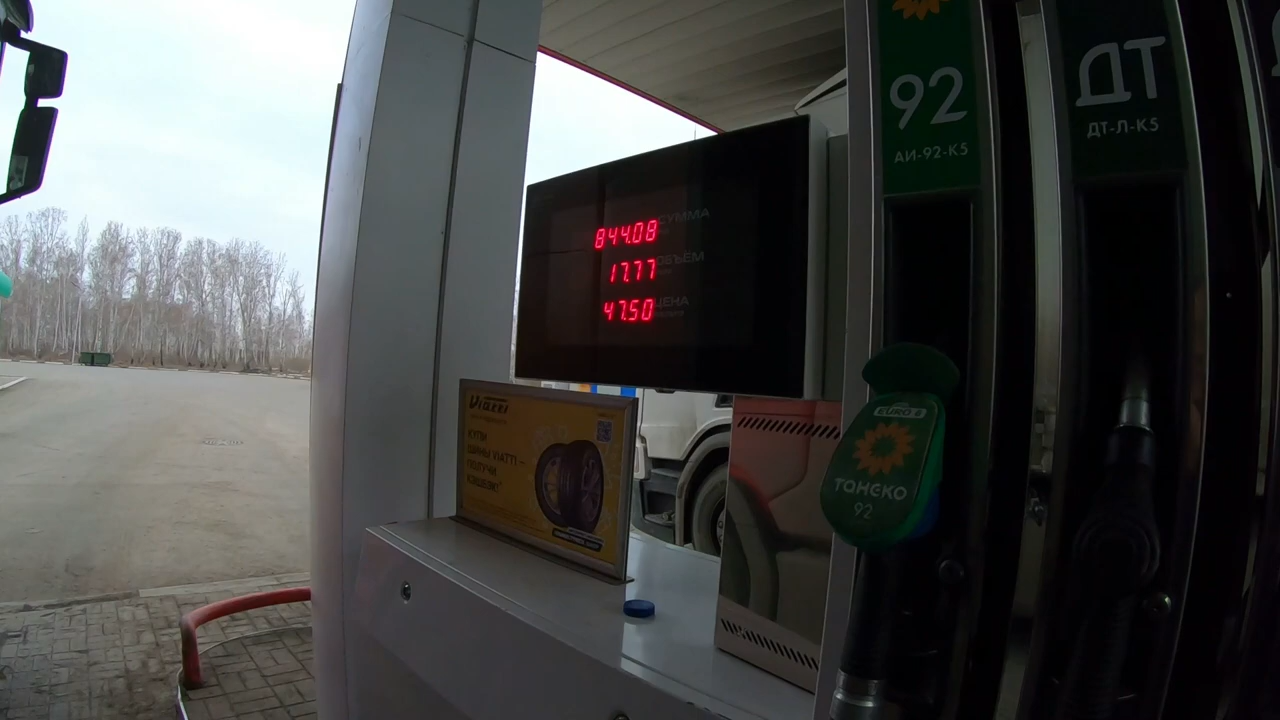 844.08 СУММА
17.77 ОБЪЁМ
47.50 ЦЕНА
Viatti
КУПИ
ШИНЫ VIATTI —
ПОЛУЧИ
КЭШБЭК!*
92
АИ-92-К5
ДТ
ДТ-Л-К5
EURO 6
ТАНЕКО
92